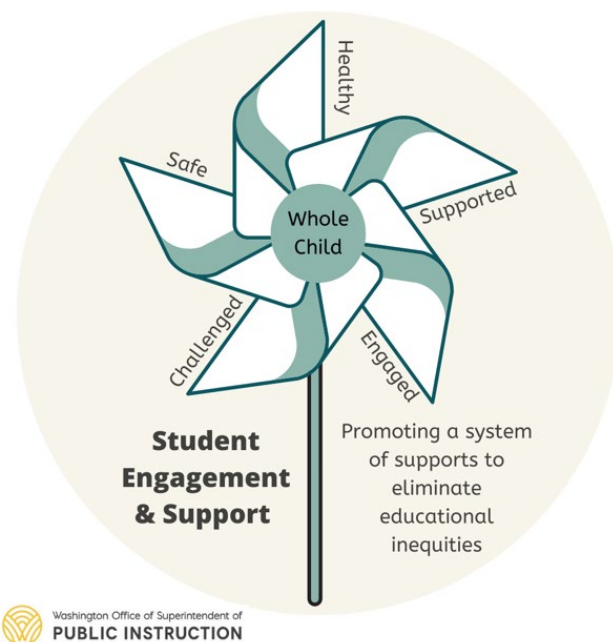 Healthy
Safe
Supported
Whole
Child
Challenged
Engaged
Student
Engagement
& Support
Promoting a system
of supports to
eliminate
educational
inequities
Washington Office of Superintendent of
PUBLIC INSTRUCTION